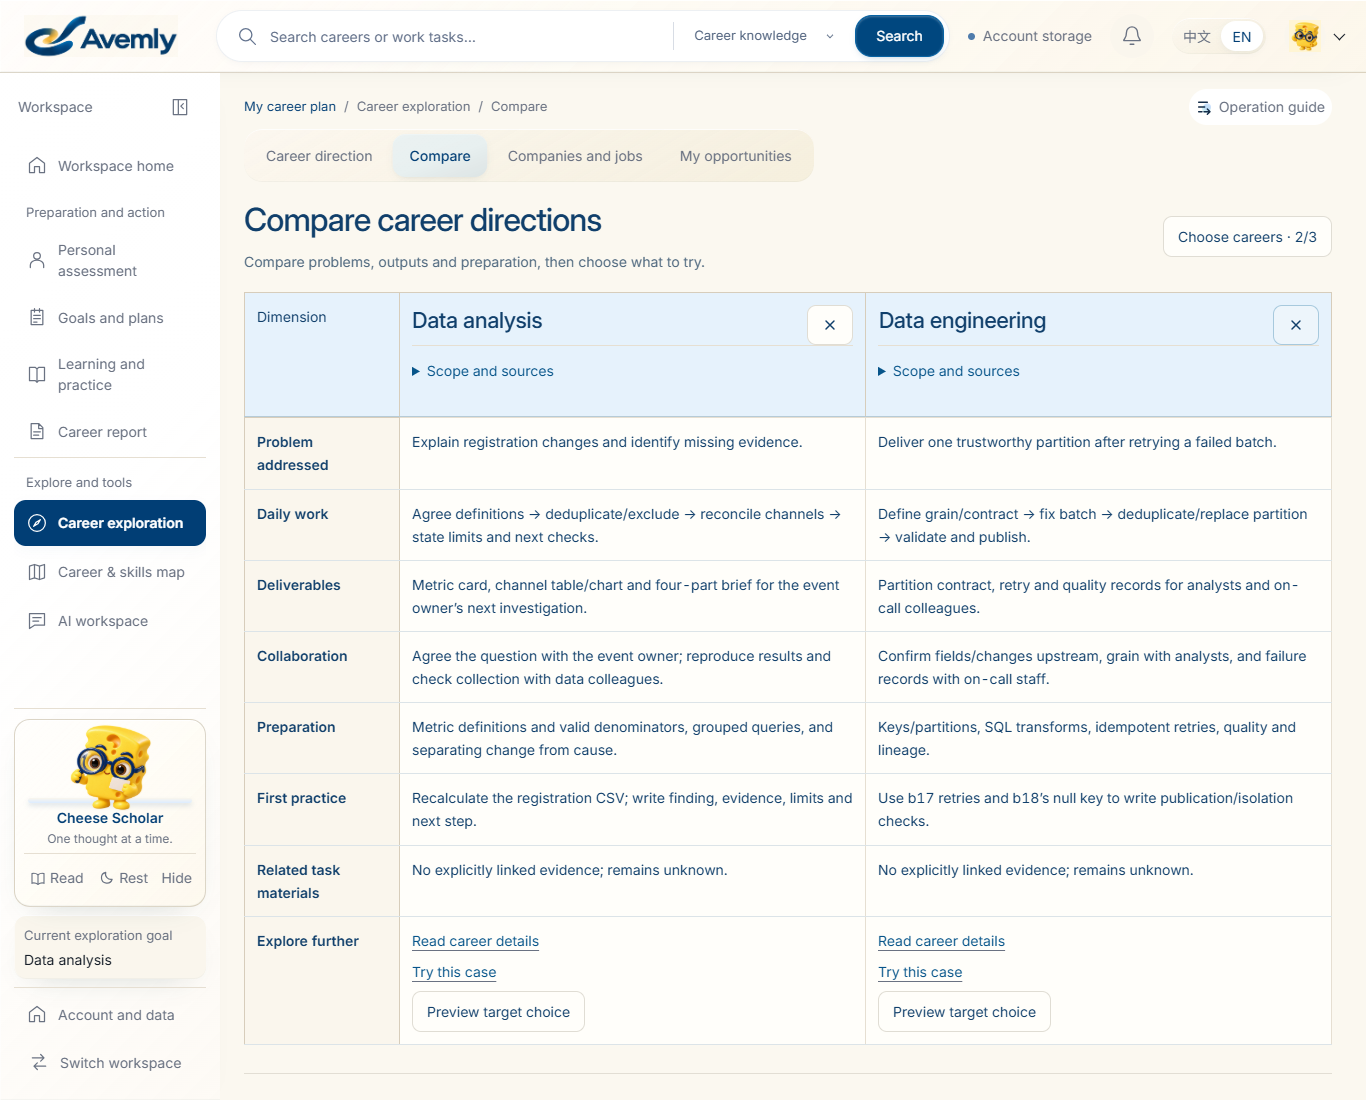 Avemly
Search careers or work tasks...
Career knowledge
Search
Account storage
中文
EN
Workspace
Workspace home
Preparation and action
Personal
assessment
Goals and plans
Learning and
practice
Career report
Explore and tools
Career exploration
Career & skills map
AI workspace
Cheese Scholar
One thought at a time.
Read
Rest
Hide
Current exploration goal
Data analysis
Account and data
Switch workspace
My career plan / Career exploration / Compare
Operation guide
Career direction
Compare
Companies and jobs
My opportunities
Compare career directions
Compare problems, outputs and preparation, then choose what to try.
Choose careers · 2/3
Dimension
Data analysis
×
Scope and sources
Data engineering
×
Scope and sources
Problem
addressed
Explain registration changes and identify missing evidence.
Deliver one trustworthy partition after retrying a failed batch.
Daily work
Agree definitions → deduplicate/exclude → reconcile channels →
state limits and next checks.
Define grain/contract → fix batch → deduplicate/replace partition
→ validate and publish.
Deliverables
Metric card, channel table/chart and four-part brief for the event
owner's next investigation.
Partition contract, retry and quality records for analysts and on-
call colleagues.
Collaboration
Agree the question with the event owner; reproduce results and
check collection with data colleagues.
Confirm fields/changes upstream, grain with analysts, and failure
records with on-call staff.
Preparation
Metric definitions and valid denominators, grouped queries, and
separating change from cause.
Keys/partitions, SQL transforms, idempotent retries, quality and
lineage.
First practice
Recalculate the registration CSV; write finding, evidence, limits and
next step.
Use b17 retries and b18's null key to write publication/isolation
checks.
Related task
materials
No explicitly linked evidence; remains unknown.
No explicitly linked evidence; remains unknown.
Explore further
Read career details
Try this case
Preview target choice
Read career details
Try this case
Preview target choice